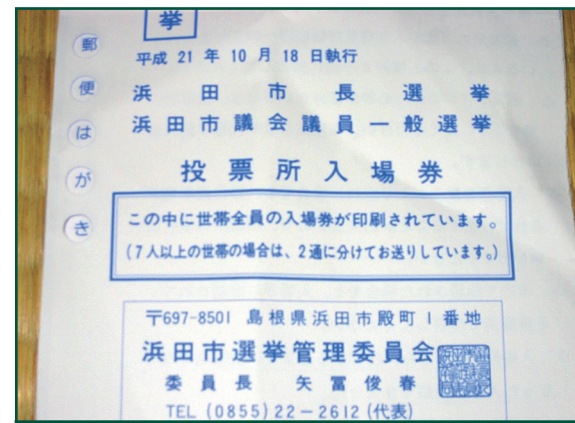 挙
郵便はがき
平成 21 年 10 月 18 日執行
浜田市長選挙
浜田市議会議員一般選挙
投票所入場券
この中に世帯全員の入場券が印刷されています。
(7人以上の世帯の場合は、2通に分けてお送りしています。)
〒697-8501 島根県浜田市殿町1番地
浜田市選挙管理委員会
委員長 矢冨俊春
TEL (0855)22-2612 (代表)